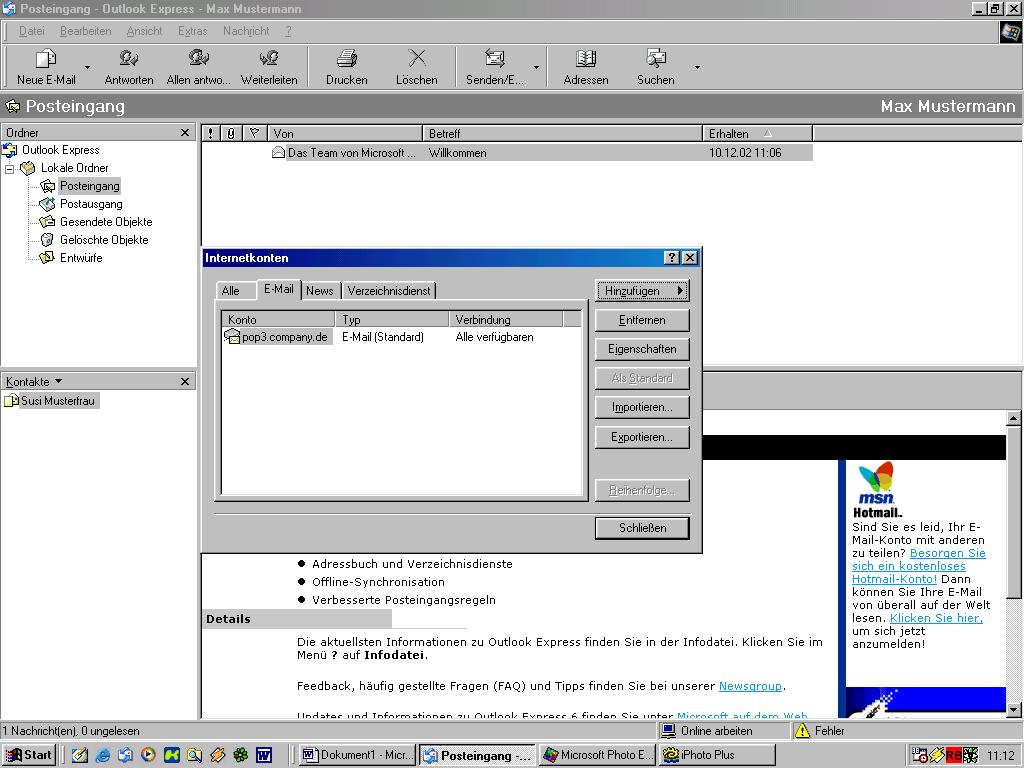 Posteingang - Outlook Express - Max Mustermann
Datei Bearbeiten Ansicht Extras Nachricht ?
Neue E-Mail Antworten Allen antwo... Weiterleiten Drucken Löschen Senden/E... Adressen Suchen
Posteingang Max Mustermann
Ordner
Outlook Express
Lokale Ordner
Posteingang
Postausgang
Gesendete Objekte
Gelöschte Objekte
Entwürfe
! Von Betreff Erhalten
Das Team von Microsoft ... Willkommen 10.12.02 11:06
Internetkonten
Alle E-Mail News Verzeichnisdienst
Konto Typ Verbindung
pop3.company.de E-Mail (Standard) Alle verfügbaren
Hinzufügen
Entfernen
Eigenschaften
Als Standard
Importieren...
Exportieren...
Reihenfolge...
Schließen
Kontakte
Susi Musterfrau
• Adressbuch und Verzeichnisdienste
• Offline-Synchronisation
• Verbesserte Posteingangsregeln
Details
Die aktuellsten Informationen zu Outlook Express finden Sie in der Infodatei. Klicken Sie im
Menü ? auf Infodatei.
Feedback, häufig gestellte Fragen (FAQ) und Tipps finden Sie bei unserer Newsgroup.
Updates und Informationen zu Outlook Express 6 finden Sie unter Microsoft auf dem Web
msn
Hotmail
Sind Sie es leid, Ihr E-
Mail-Konto mit anderen
zu teilen? Besorgen Sie
sich ein kostenloses
Hotmail-Konto! Dann
können Sie Ihre E-Mail
von überall auf der Welt
lesen. Klicken Sie hier,
um sich jetzt
anzumelden!
1 Nachricht(en), 0 ungelesen Online arbeiten Fehler
Start Dokument1 - Micr... Posteingang -... Microsoft Photo E... iPhoto Plus RB 11:12